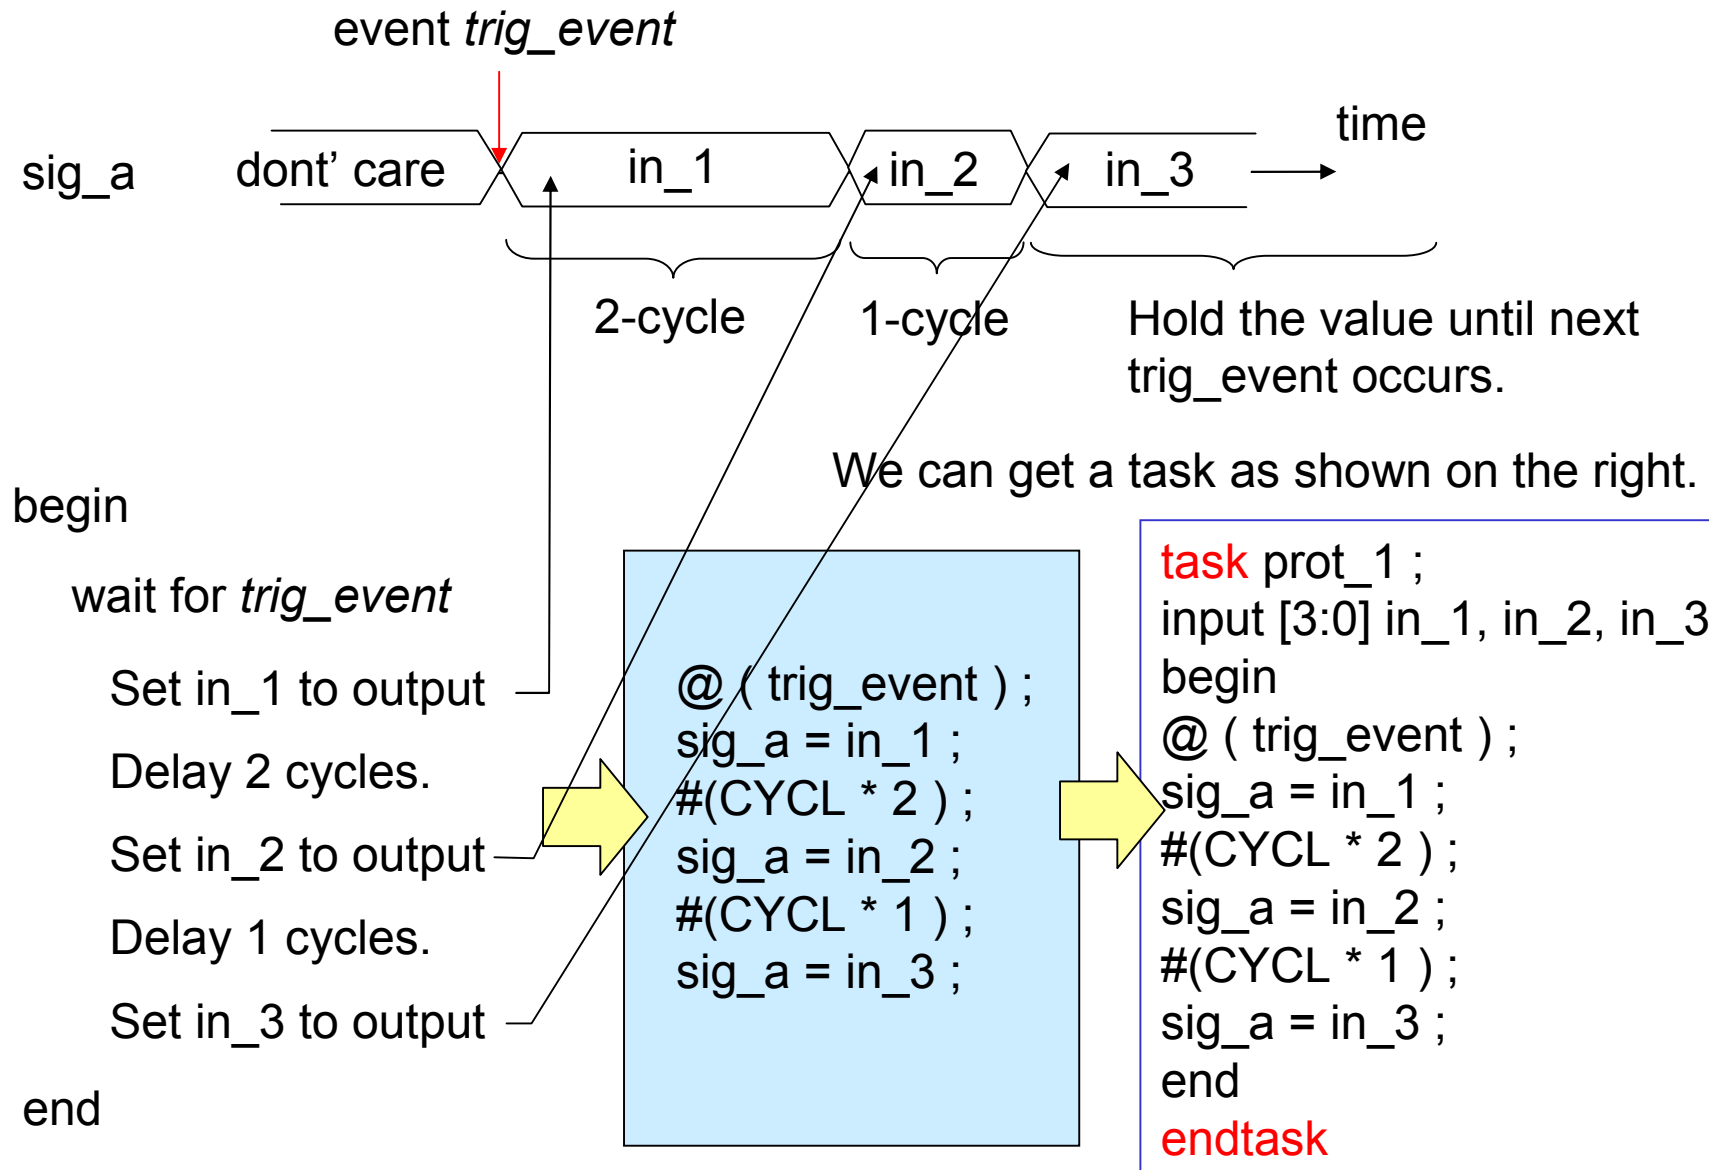 event trig_event
time
sig_a
dont' care
in_1
in_2
in_3
2-cycle
1-cycle
Hold the value until next
trig_event occurs.
We can get a task as shown on the right.
begin
wait for trig_event
Set in_1 to output
Delay 2 cycles.
Set in_2 to output
Delay 1 cycles.
Set in_3 to output
end
@ ( trig_event ) ;
sig_a = in_1 ;
#(CYCL * 2 ) ;
sig_a = in_2 ;
#(CYCL * 1 ) ;
sig_a = in_3 ;
task prot_1 ;
input [3:0] in_1, in_2, in_3
begin
@ ( trig_event ) ;
sig_a = in_1 ;
#(CYCL * 2 ) ;
sig_a = in_2 ;
#(CYCL * 1 ) ;
sig_a = in_3 ;
end
endtask